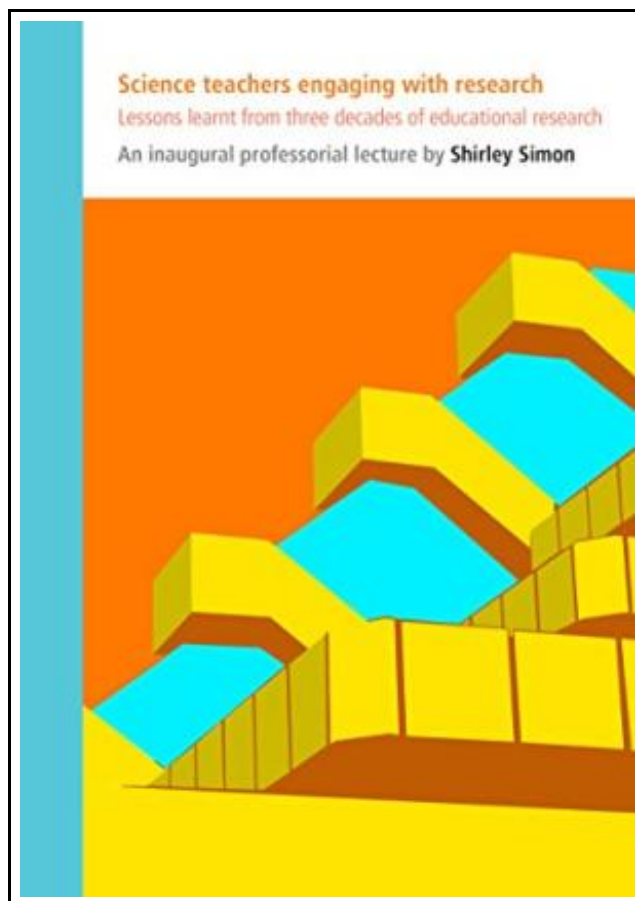 Science teachers engaging with research
Lessons learnt from three decades of educational research
An inaugural professorial lecture by Shirley Simon